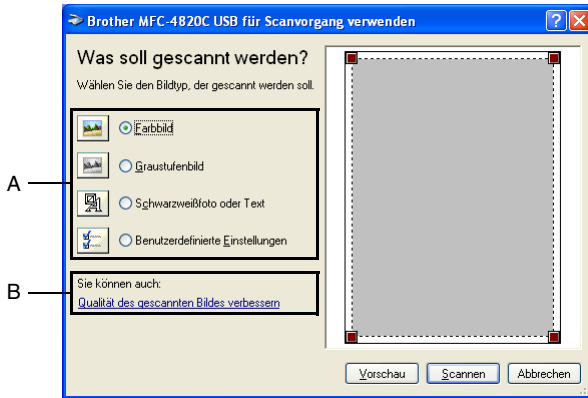 Brother MFC-4820C USB für Scanvorgang verwenden
Was soll gescannt werden?
Wählen Sie den Bildtyp, der gescannt werden soll.
A
Farbbild
Graustufenbild
Schwarzweißfoto oder Text
Benutzerdefinierte Einstellungen
B
Sie können auch:
Qualität des gescannten Bildes verbessern
Vorschau
Scannen
Abbrechen